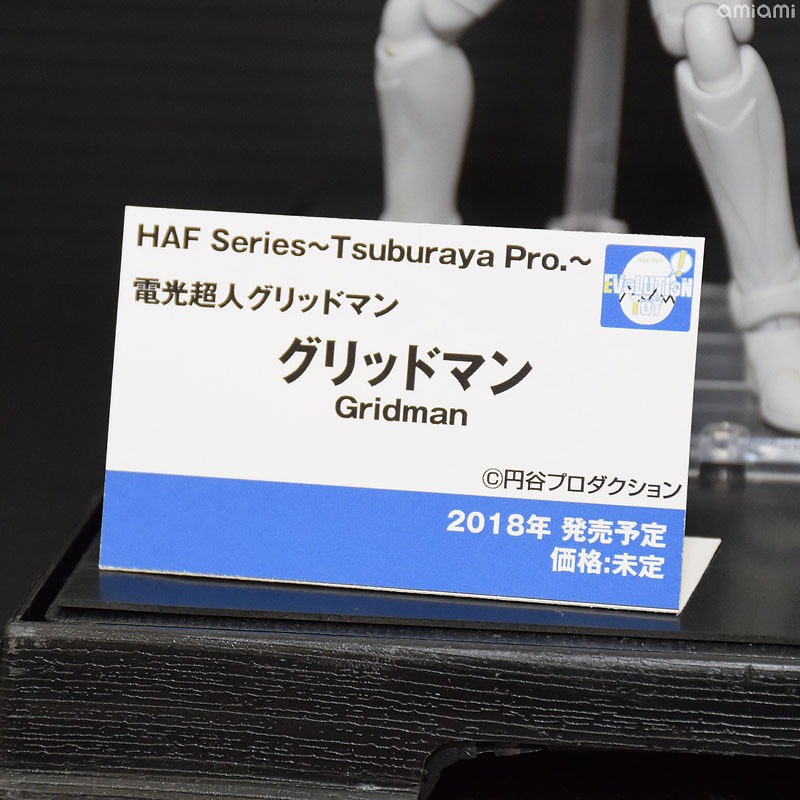 amiami
HAF Series~Tsuburaya Pro.~
電光超人グリッドマン
グリッドマン
Gridman
EVOLUTION
TOY
©円谷プロダクション
2018年 発売予定
価格:未定